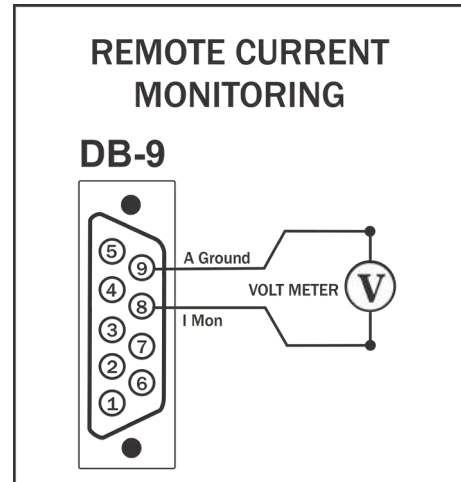 REMOTE CURRENT
MONITORING
DB-9
5
9
A Ground
4
8
VOLT METER
V
I Mon
3
7
2
6
1